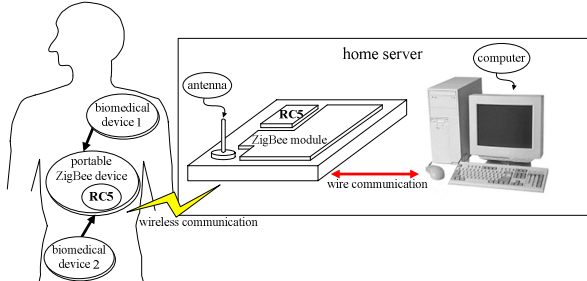 home server
computer
antenna
RC5
ZigBee module
biomedical
device 1
portable
ZigBee device
RC5
wire communication
wireless communication
biomedical
device 2